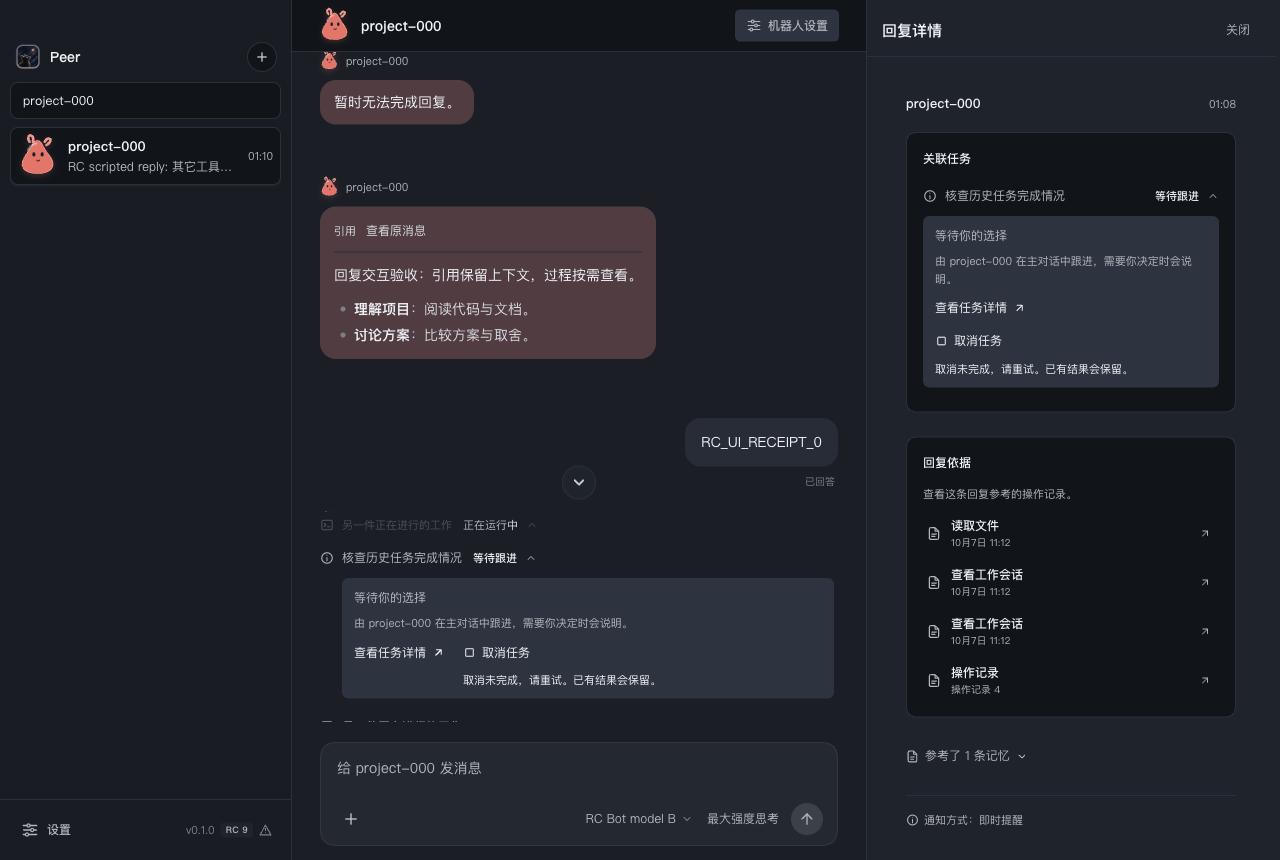 Peer
project-000
project-000
01:10
RC scripted reply: 其它工具…
设置
v0.1.0
RC 9
project-000
机器人设置
project-000
暂时无法完成回复。
project-000
引用 查看原消息
回复交互验收：引用保留上下文，过程按需查看。
理解项目：阅读代码与文档。
讨论方案：比较方案与取舍。
RC_UI_RECEIPT_0
已回答
另一件正在进行的工作 正在运行中
核查历史任务完成情况 等待跟进
等待你的选择
由 project-000 在主对话中跟进，需要你决定时会说明。
查看任务详情 取消任务
取消未完成，请重试。已有结果会保留。
给 project-000 发消息
RC Bot model B 最大强度思考
回复详情
关闭
project-000
01:08
关联任务
核查历史任务完成情况 等待跟进
等待你的选择
由 project-000 在主对话中跟进，需要你决定时会说
明。
查看任务详情
取消任务
取消未完成，请重试。已有结果会保留。
回复依据
查看这条回复参考的操作记录。
读取文件
10月7日 11:12
查看工作会话
10月7日 11:12
查看工作会话
10月7日 11:12
操作记录
操作记录 4
参考了 1 条记忆
通知方式：即时提醒